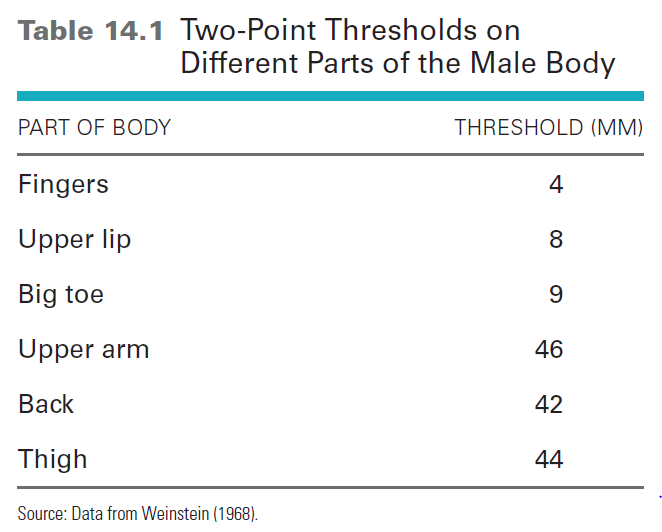 Table 14.1 Two-Point Thresholds on
Different Parts of the Male Body
PART OF BODY THRESHOLD (MM)
Fingers 4
Upper lip 8
Big toe 9
Upper arm 46
Back 42
Thigh 44
Source: Data from Weinstein (1968).